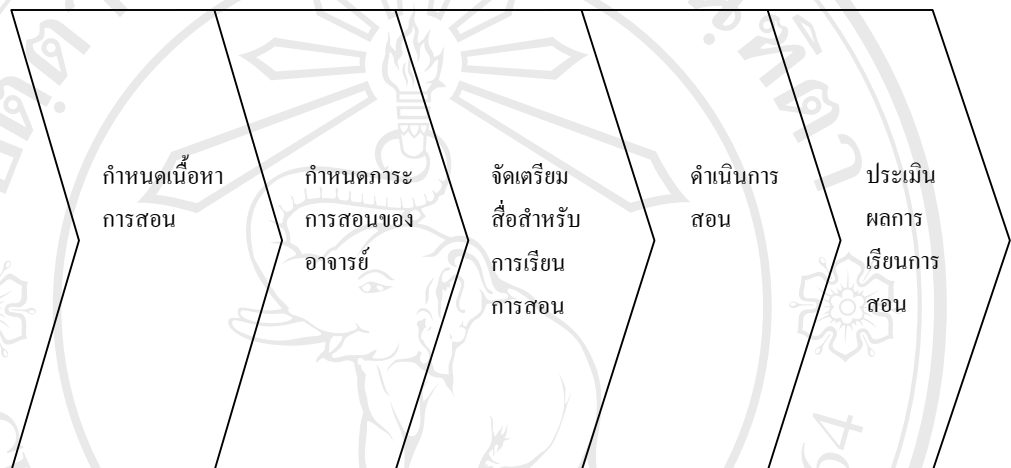 กำหนดเนื้อหา
การสอน
กำหนดภาระ
การสอนของ
อาจารย์
จัดเตรียม
สื่อสำหรับ
การเรียน
การสอน
ดำเนินการ
สอน
ประเมิน
ผลการ
เรียนการ
สอน
64